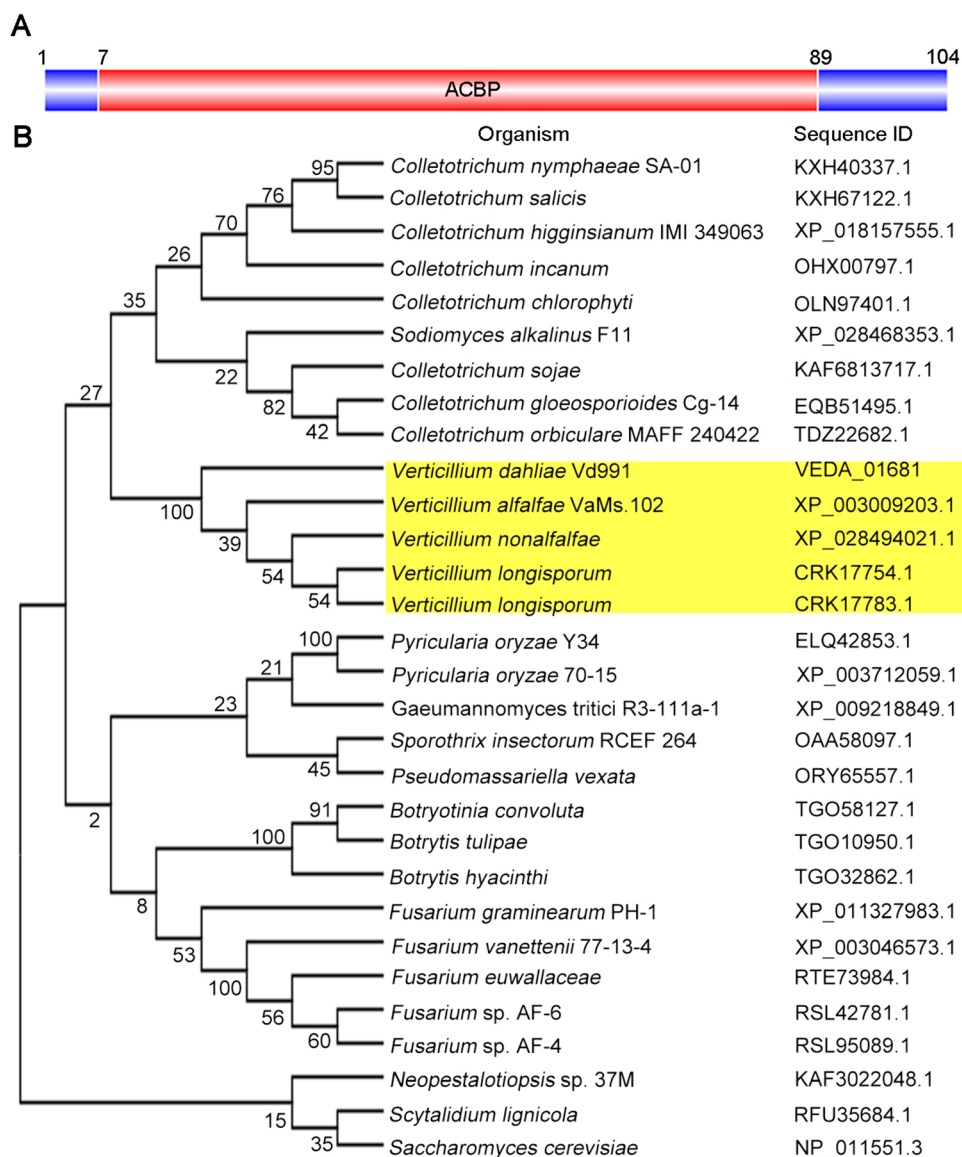 A
1 7 89 104
ACBP
B Organism Sequence ID
95 Colletotrichum nymphaeae SA-01 KXH40337.1
Colletotrichum salicis KXH67122.1
76
Colletotrichum higginsianum IMI 349063 XP_018157555.1
70
Colletotrichum incanum OHX00797.1
26
Colletotrichum chlorophyti OLN97401.1
35
Sodiomyces alkalinus F11 XP_028468353.1
22
Colletotrichum sojae KAF6813717.1
27
82
Colletotrichum gloeosporioides Cg-14 EQB51495.1
42 Colletotrichum orbiculare MAFF 240422 TDZ22682.1
Verticillium dahliae Vd991 VEDA_01681
100
Verticillium alfalfae VaMs.102 XP_003009203.1
39
Verticillium nonalfalfae XP_028494021.1
54
Verticillium longisporum CRK17754.1
54 Verticillium longisporum CRK17783.1
100 Pyricularia oryzae Y34 ELQ42853.1
21 Pyricularia oryzae 70-15 XP_003712059.1
23 Gaeumannomyces tritici R3-111a-1 XP_009218849.1
Sporothrix insectorum RCEF 264 OAA58097.1
45 Pseudomassariella vexata ORY65557.1
91 Botryotinia convoluta TGO58127.1
2
100 Botrytis tulipae TGO10950.1
Botrytis hyacinthi TGO32862.1
8
Fusarium graminearum PH-1 XP_011327983.1
53 Fusarium vanettenii 77-13-4 XP_003046573.1
100 Fusarium euwallaceae RTE73984.1
56 Fusarium sp. AF-6 RSL42781.1
60 Fusarium sp. AF-4 RSL95089.1
Neopestalotiopsis sp. 37M KAF3022048.1
15 Scytalidium lignicola RFU35684.1
35 Saccharomyces cerevisiae NP_011551.3